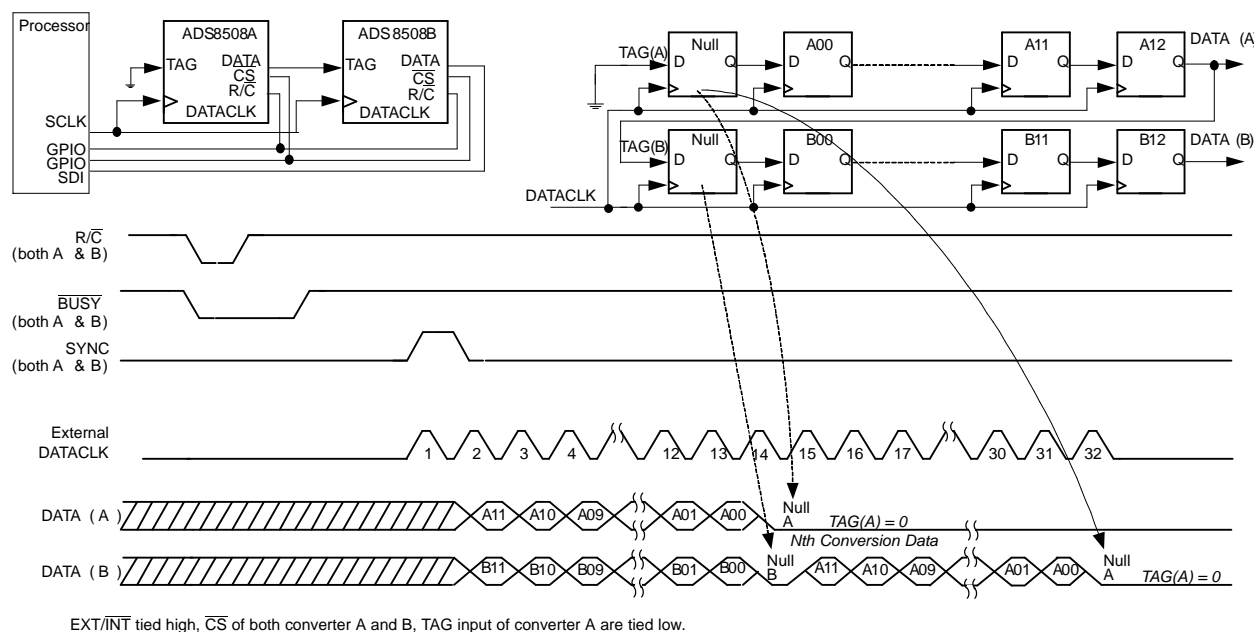 Processor
ADS8508A
TAG
DATA
CS
R/C
DATACLK
ADS8508B
TAG
DATA
CS
R/C
DATACLK
SCLK
GPIO
GPIO
SDI
TAG(A)
Null
D
Q
A00
D
Q
A11
D
Q
A12
D
Q
DATA (A)
TAG(B)
Null
D
Q
B00
D
Q
B11
D
Q
B12
D
Q
DATA (B)
DATACLK
R/C
(both A & B)
BUSY
(both A & B)
SYNC
(both A & B)
External
DATACLK
1 2 3 4 12 13 14 15 16 17 30 31 32
DATA (A)
A11 A10 A09 A01 A00
Null
A
TAG(A) = 0
Nth Conversion Data
DATA (B)
B11 B10 B09 B01 B00
Null
B
A11 A10 A09 A01 A00
Null
A
TAG(A) = 0
EXT/INT tied high, CS of both converter A and B, TAG input of converter A are tied low.